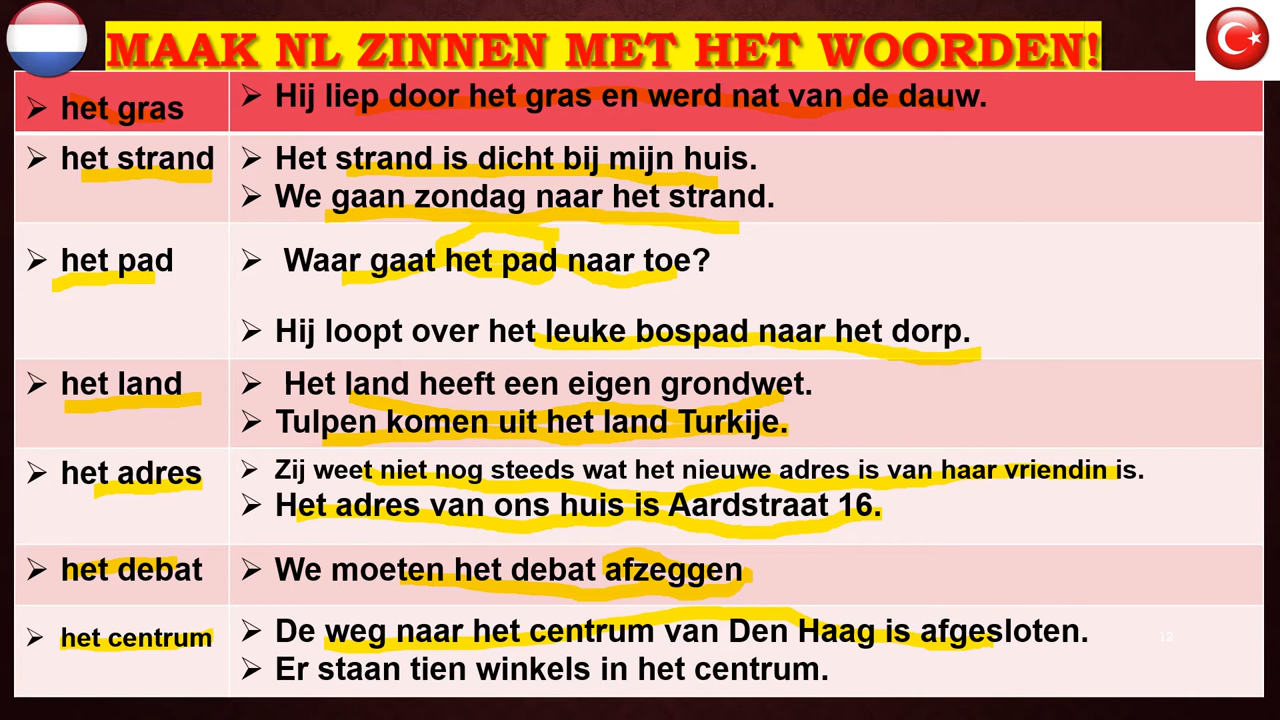 MAAK NL ZINNEN MET HET WOORDEN!
➢ het gras
➢ Hij liep door het gras en werd nat van de dauw.
➢ het strand
➢ Het strand is dicht bij mijn huis.
➢ We gaan zondag naar het strand.
➢ het pad
➢ Waar gaat het pad naar toe?
➢ Hij loopt over het leuke bospad naar het dorp.
➢ het land
➢ Het land heeft een eigen grondwet.
➢ Tulpen komen uit het land Turkije.
➢ het adres
➢ Zij weet niet nog steeds wat het nieuwe adres is van haar vriendin is.
➢ Het adres van ons huis is Aardstraat 16.
➢ het debat
➢ We moeten het debat afzeggen
➢ het centrum
➢ De weg naar het centrum van Den Haag is afgesloten.
➢ Er staan tien winkels in het centrum.
12